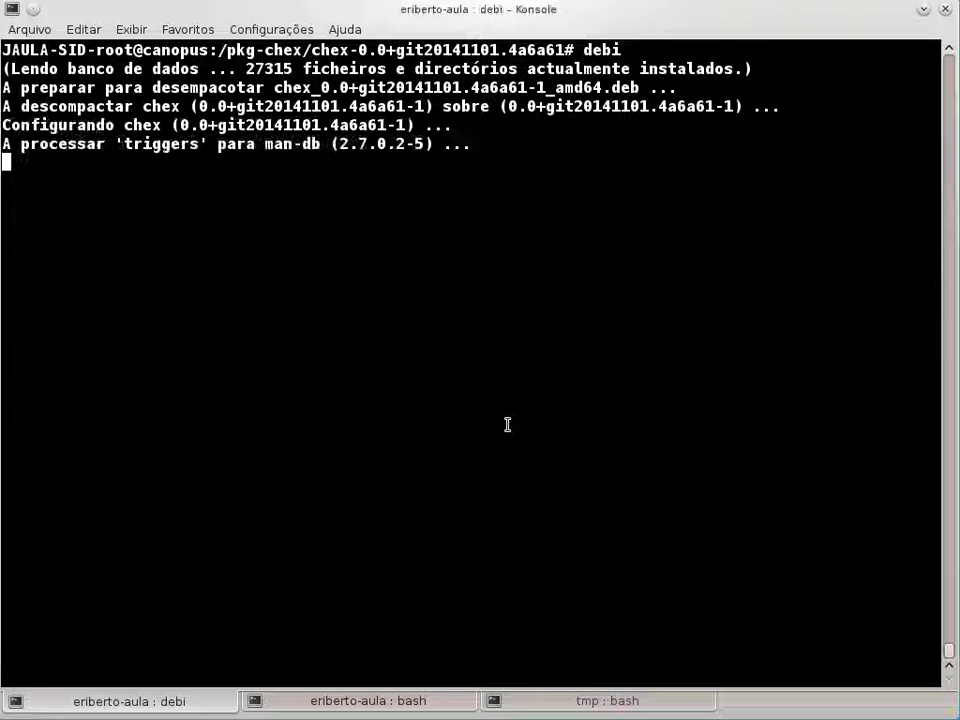 eriberto-aula : debi – Konsole
Arquivo Editar Exibir Favoritos Configurações Ajuda
JAULA-SID-root@canopus:/pkg-chex/chex-0.0+git20141101.4a6a61# debi
(Lendo banco de dados ... 27315 ficheiros e directórios actualmente instalados.)
A preparar para desempacotar chex_0.0+git20141101.4a6a61-1_amd64.deb ...
A descompactar chex (0.0+git20141101.4a6a61-1) sobre (0.0+git20141101.4a6a61-1) ...
Configurando chex (0.0+git20141101.4a6a61-1) ...
A processar 'triggers' para man-db (2.7.0.2-5) ...
eriberto-aula : debi eriberto-aula : bash tmp : bash